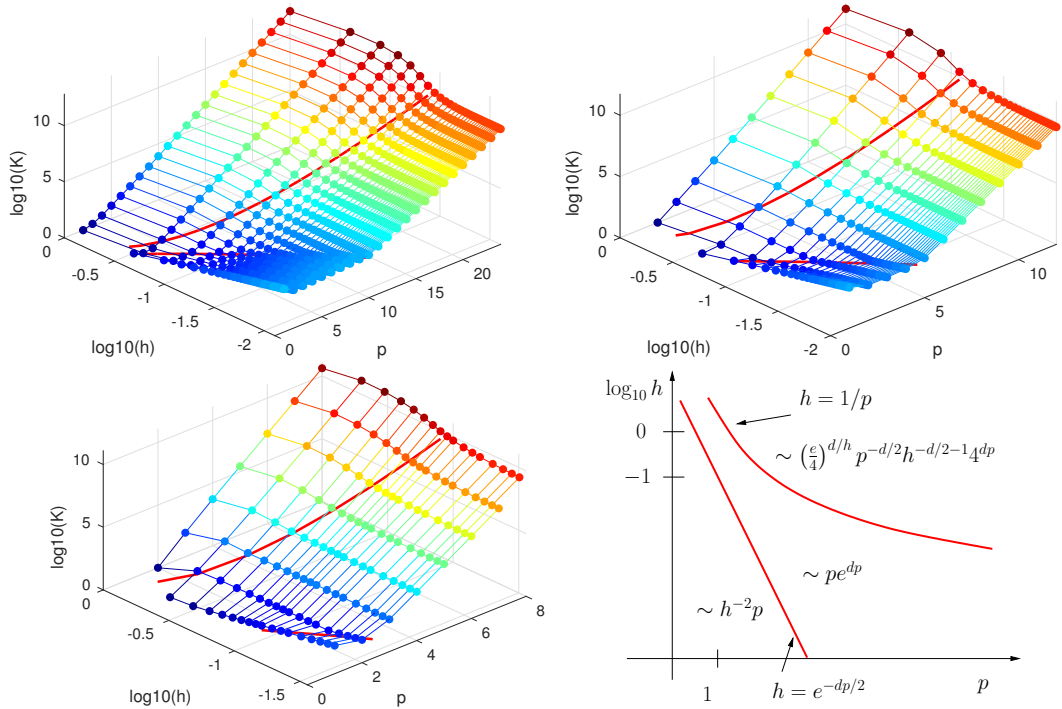 log10(K)
10
5
0
0
-0.5
-1
-1.5
-2
log10(h)
0
5
10
15
20
p
log10(K)
10
5
0
0
-0.5
-1
-1.5
-2
log10(h)
0
5
10
p
log10(K)
10
5
0
0
-0.5
-1
-1.5
log10(h)
0
2
4
6
8
p
log₁₀ h
h = 1/p
0
∼ (e/4)^{d/h} p^{-d/2}h^{-d/2-1}4^{dp}
−1
∼ pe^{dp}
∼ h^{-2}p
1
h = e^{-dp/2}
p